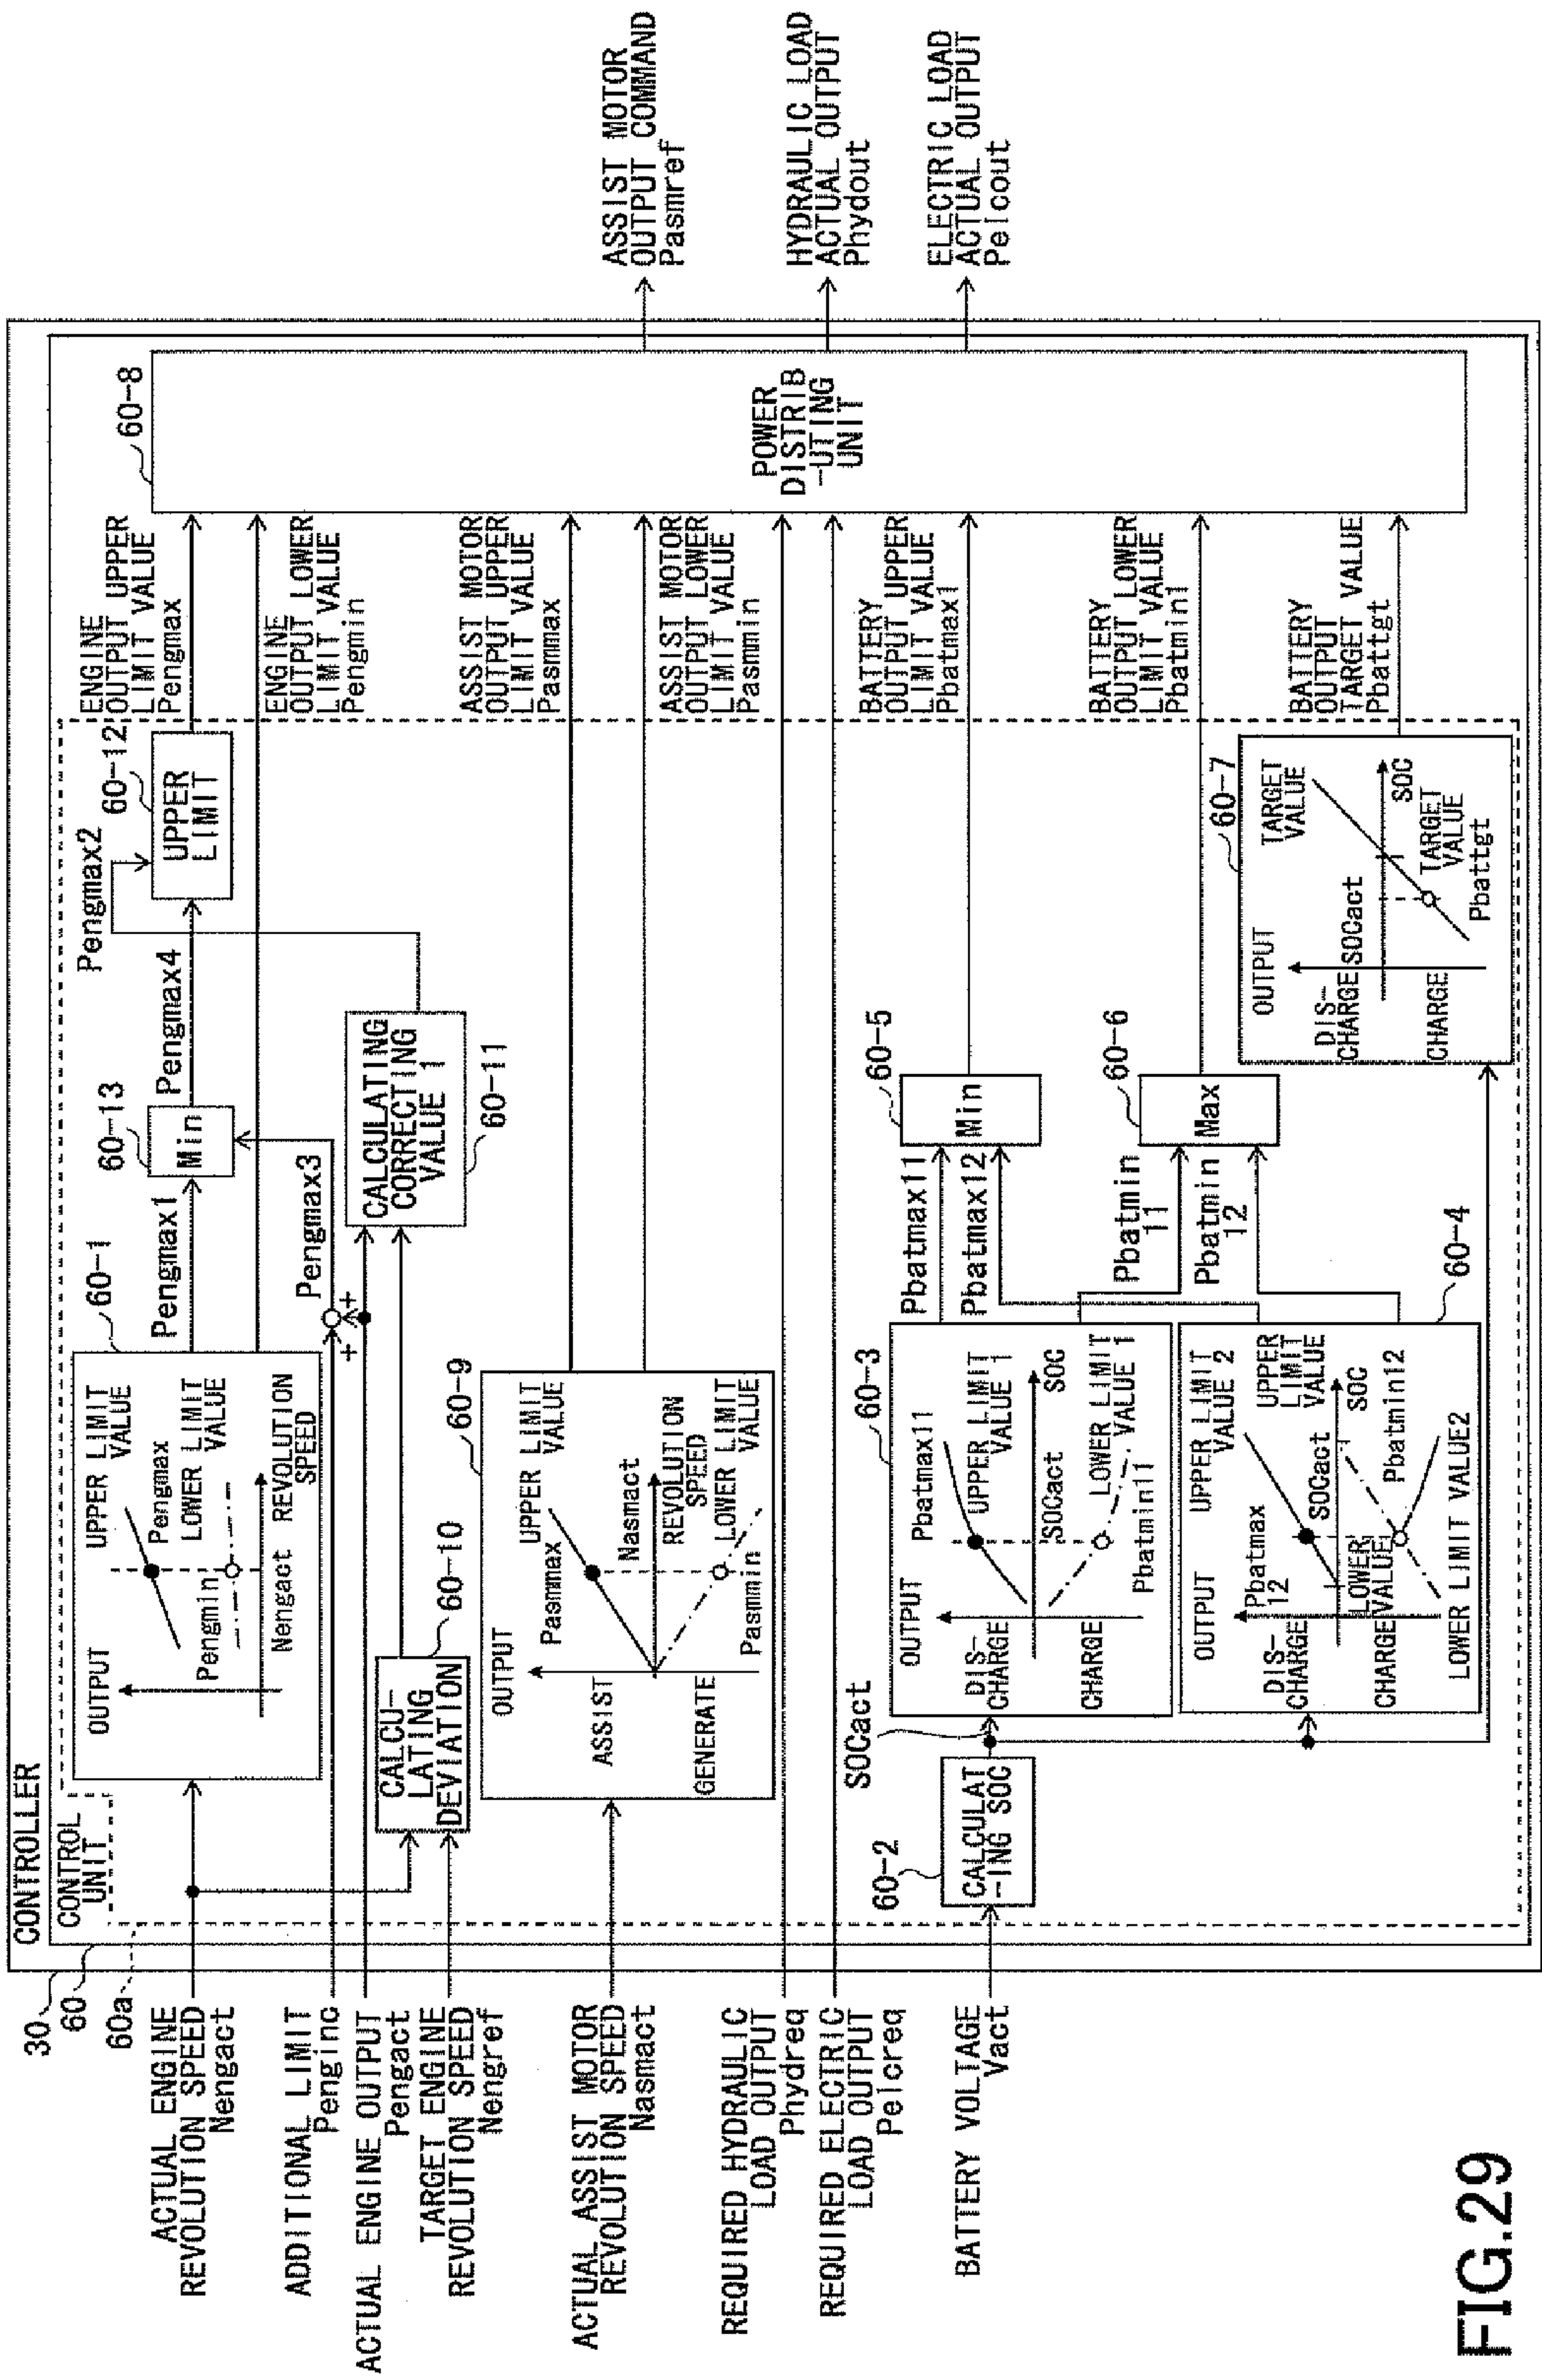 CONTROLLER
CONTROL
UNIT
30
60
60a
ACTUAL ENGINE
REVOLUTION SPEED
Nengact
ADDITIONAL LIMIT
Penginc
ACTUAL ENGINE OUTPUT
Pengact
TARGET ENGINE
REVOLUTION SPEED
Nengref
ACTUAL ASSIST MOTOR
REVOLUTION SPEED
Nasmact
REQUIRED HYDRAULIC
LOAD OUTPUT
Phydreq
REQUIRED ELECTRIC
LOAD OUTPUT
Pelcreq
BATTERY VOLTAGE
Vact
60-1
OUTPUT
UPPER LIMIT
VALUE
Pengmax
LOWER LIMIT
VALUE
Pengmin
Nengact
REVOLUTION
SPEED
Pengmax1
60-13
Min
Pengmax4
Pengmax2
60-12
UPPER
LIMIT
Pengmax3
+
+
CALCULATING
CORRECTING
VALUE 1
60-11
CALCU-
LATING
DEVIATION
60-10
60-9
OUTPUT
UPPER LIMIT
VALUE
Pasmmax
Nasmact
ASSIST
REVOLUTION
SPEED
GENERATE
LOWER LIMIT
VALUE
Pasmmin
60-2
CALCULAT
-ING SOC
SOCact
60-3
OUTPUT
Pbatmax11
UPPER LIMIT
VALUE 1
DIS-
CHARGE
SOCact
SOC
CHARGE
LOWER LIMIT
VALUE 1
Pbatmin11
60-4
OUTPUT
UPPER LIMIT
VALUE 2
Pbatmax
12
UPPER
LIMIT
VALUE
DIS-
CHARGE
SOCact
SOC
LOWER
VALUE
CHARGE
Pbatmin12
LOWER LIMIT VALUE2
Pbatmax11
Pbatmax12
60-5
Min
Pbatmin
11
Pbatmin
12
60-6
Max
60-7
OUTPUT
TARGET
VALUE
DIS-
CHARGE
SOCact
SOC
CHARGE
TARGET
VALUE
Pbattgt
ENGINE
OUTPUT UPPER
LIMIT VALUE
Pengmax
ENGINE
OUTPUT LOWER
LIMIT VALUE
Pengmin
ASSIST MOTOR
OUTPUT UPPER
LIMIT VALUE
Pasmmax
ASSIST MOTOR
OUTPUT LOWER
LIMIT VALUE
Pasmmin
BATTERY
OUTPUT UPPER
LIMIT VALUE
Pbatmax1
BATTERY
OUTPUT LOWER
LIMIT VALUE
Pbatmin1
BATTERY
OUTPUT
TARGET VALUE
Pbattgt
60-8
POWER
DISTRIB
-UTING
UNIT
ASSIST MOTOR
OUTPUT COMMAND
Pasmref
HYDRAULIC LOAD
ACTUAL OUTPUT
Phydout
ELECTRIC LOAD
ACTUAL OUTPUT
Pelcout
FIG.29